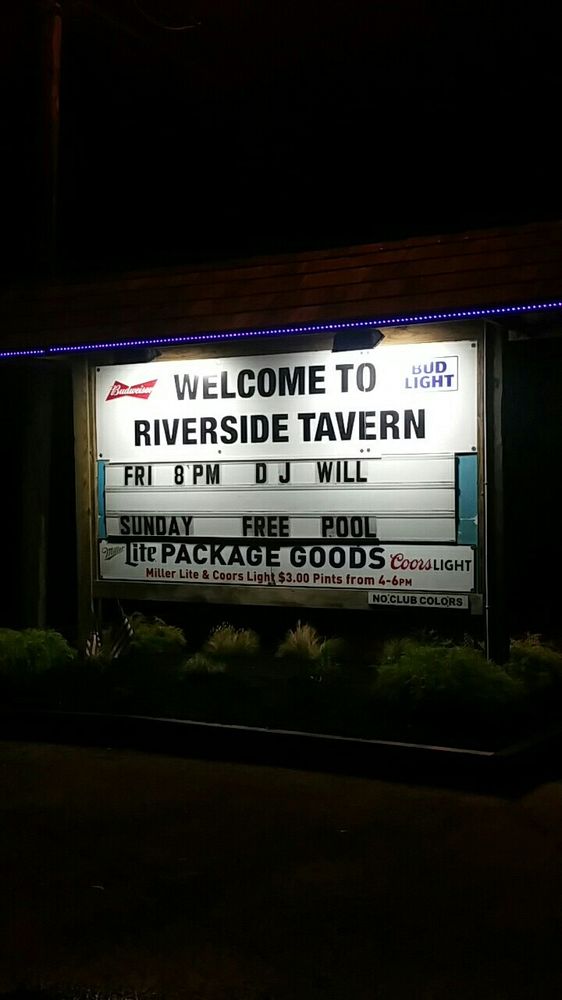 Budweiser
WELCOME TO
BUD
LIGHT
RIVERSIDE TAVERN
FRI 8 PM D J WILL
SUNDAY FREE POOL
Miller Lite PACKAGE GOODS Coors LIGHT
Miller Lite & Coors Light $3.00 Pints from 4-6PM
NO CLUB COLORS